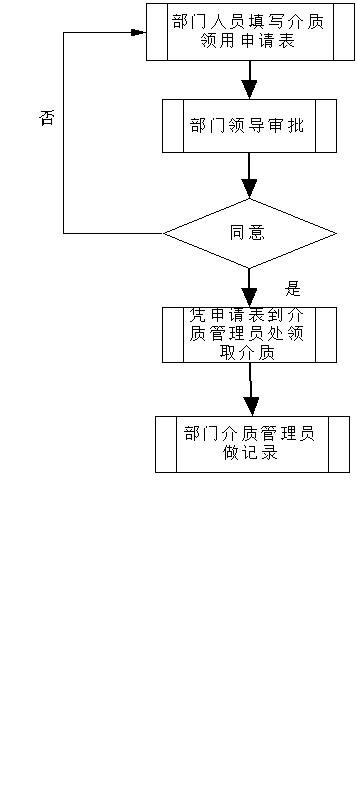 部门人员填写介质
领用申请表
否
部门领导审批
同意
是
凭申请表到介
质管理员处领
取介质
部门介质管理员
做记录